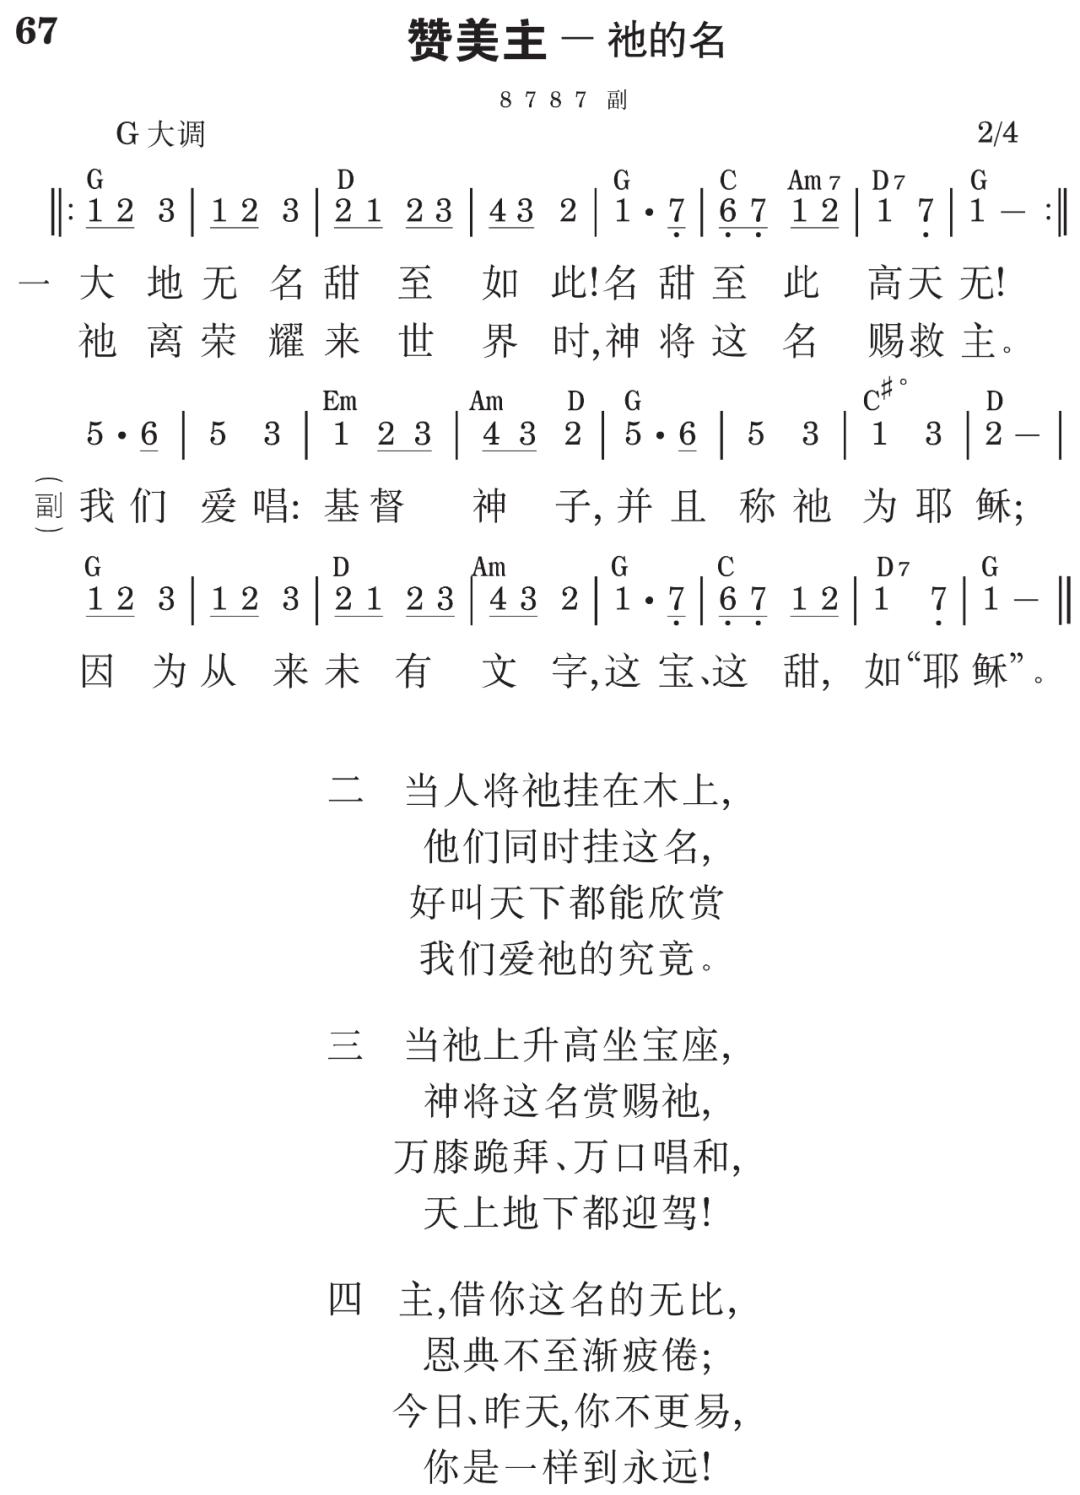 67
赞美主－祂的名
8 7 8 7 副
G 大调 2/4
G D G C Am7 D7 G
‖: 1 2 3 | 1 2 3 | 2 1 2 3 | 4 3 2 | 1 • 7 | 6 7 1 2 | 1 7 | 1 — :‖
一 大地无名甜至如此!名甜至此高天无!
祂离荣耀来世界时,神将这名赐救主。
Em Am D G C♯° D
5 • 6 | 5 3 | 1 2 3 | 4 3 2 | 5 • 6 | 5 3 | 1 3 | 2 — |
(副) 我们爱唱:基督神子,并且称祂为耶稣;
G D Am G C D7 G
1 2 3 | 1 2 3 | 2 1 2 3 | 4 3 2 | 1 • 7 | 6 7 1 2 | 1 7 | 1 — ‖
因为从来未有文字,这宝、这甜,如“耶稣”。
二 当人将祂挂在木上,
他们同时挂这名,
好叫天下都能欣赏
我们爱祂的究竟。
三 当祂上升高坐宝座,
神将这名赏赐祂,
万膝跪拜、万口唱和,
天上地下都迎驾!
四 主,借你这名的无比,
恩典不至渐疲倦;
今日、昨天,你不更易,
你是一样到永远!